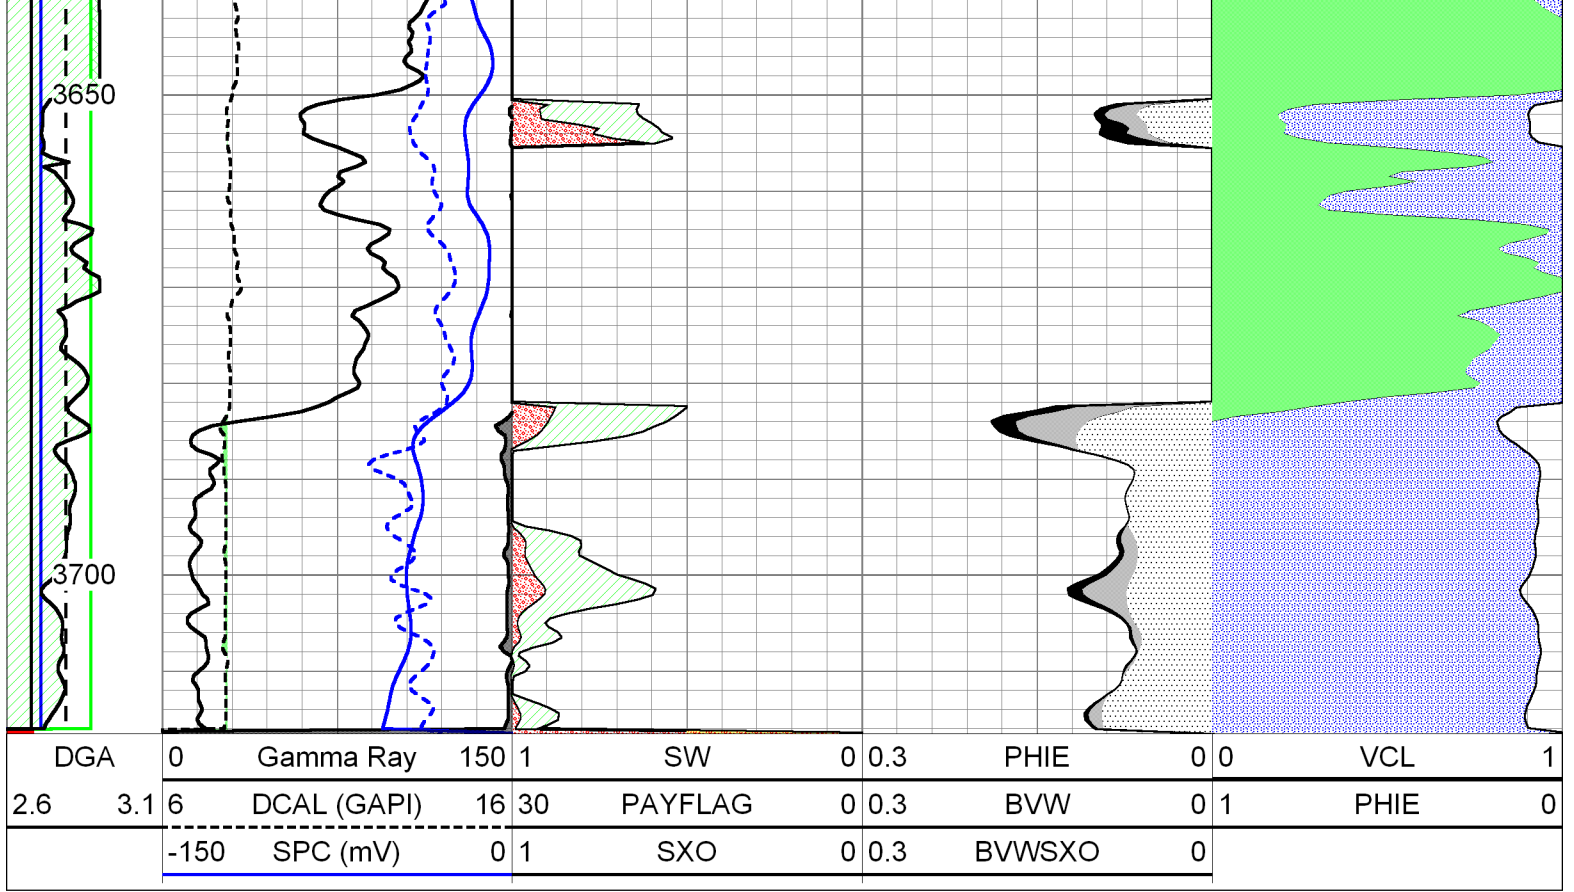 3650
3700
DGA 0 Gamma Ray 150 1 SW 0 0.3 PHIE 0 0 VCL 1
2.6 3.1 6 DCAL (GAPI) 16 30 PAYFLAG 0 0.3 BVW 0 1 PHIE 0
-150 SPC (mV) 0 1 SXO 0 0.3 BVWSXO 0